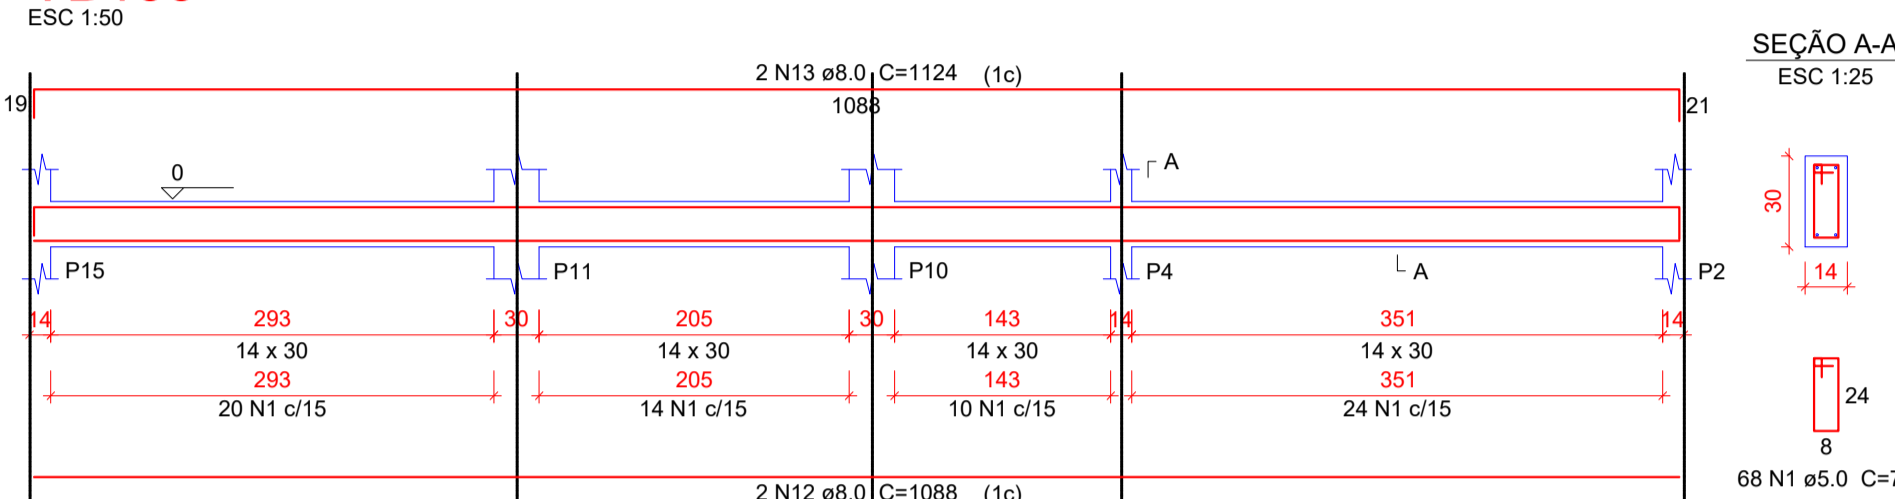 ESC 1:50
SEÇÃO A-A
ESC 1:25
2 N13 ø8.0 C=1124 (1c)
19 1088 21
0
A
30
P15 P11 P10 P4 A P2
14
14 293 30 205 30 143 14 351 14
14 x 30 14 x 30 14 x 30 14 x 30
293 205 143 351
20 N1 c/15 14 N1 c/15 10 N1 c/15 24 N1 c/15
24
8
68 N1 ø5.0
2 N12 ø8.0 C=1088 (1c)